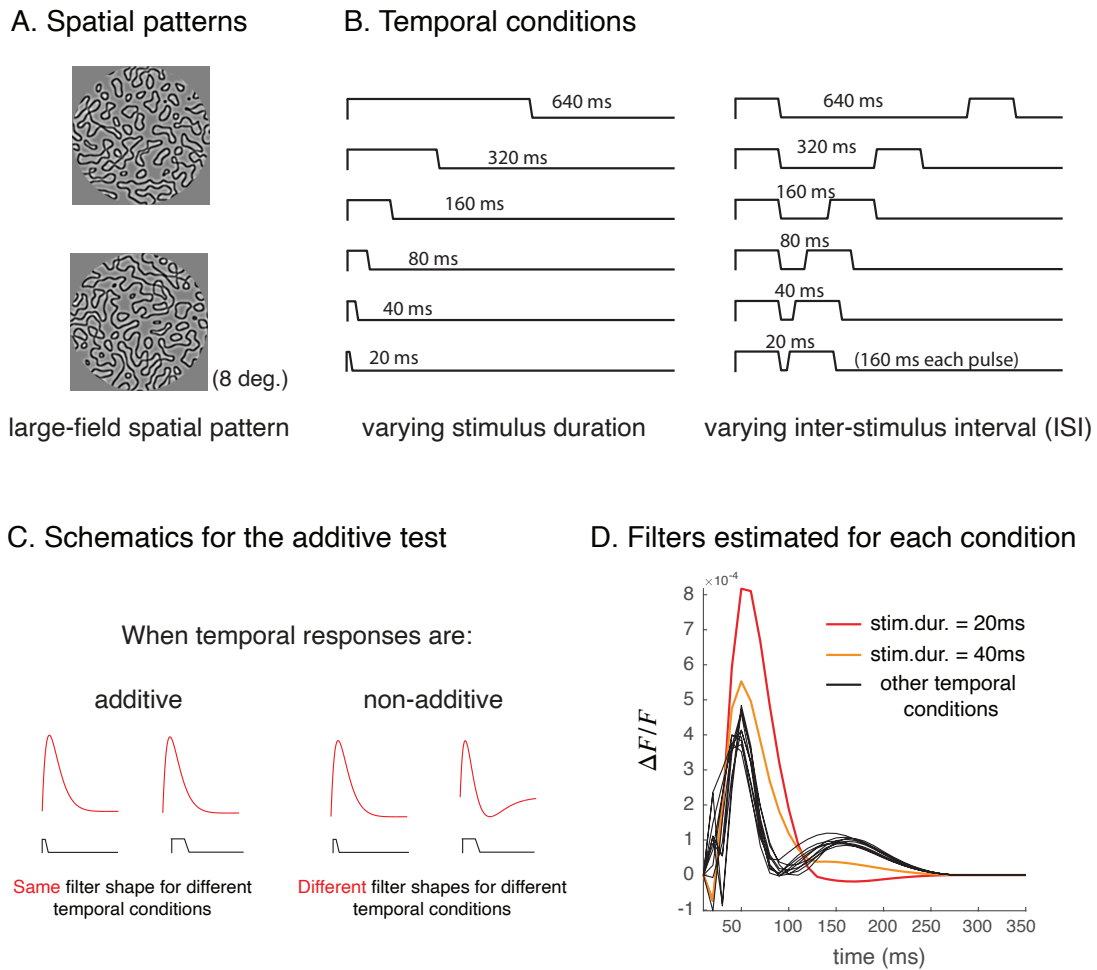 A. Spatial patterns
(8 deg.)
large-field spatial pattern
B. Temporal conditions
640 ms
320 ms
160 ms
80 ms
40 ms
20 ms
varying stimulus duration
640 ms
320 ms
160 ms
80 ms
40 ms
20 ms
(160 ms each pulse)
varying inter-stimulus interval (ISI)
C. Schematics for the additive test
When temporal responses are:
additive
non-additive
Same filter shape for different
temporal conditions
Different filter shapes for different
temporal conditions
D. Filters estimated for each condition
×10⁻⁴
8
7
6
5
4
3
2
1
0
-1
ΔF/F
stim.dur. = 20ms
stim.dur. = 40ms
other temporal
conditions
50 100 150 200 250 300 350
time (ms)